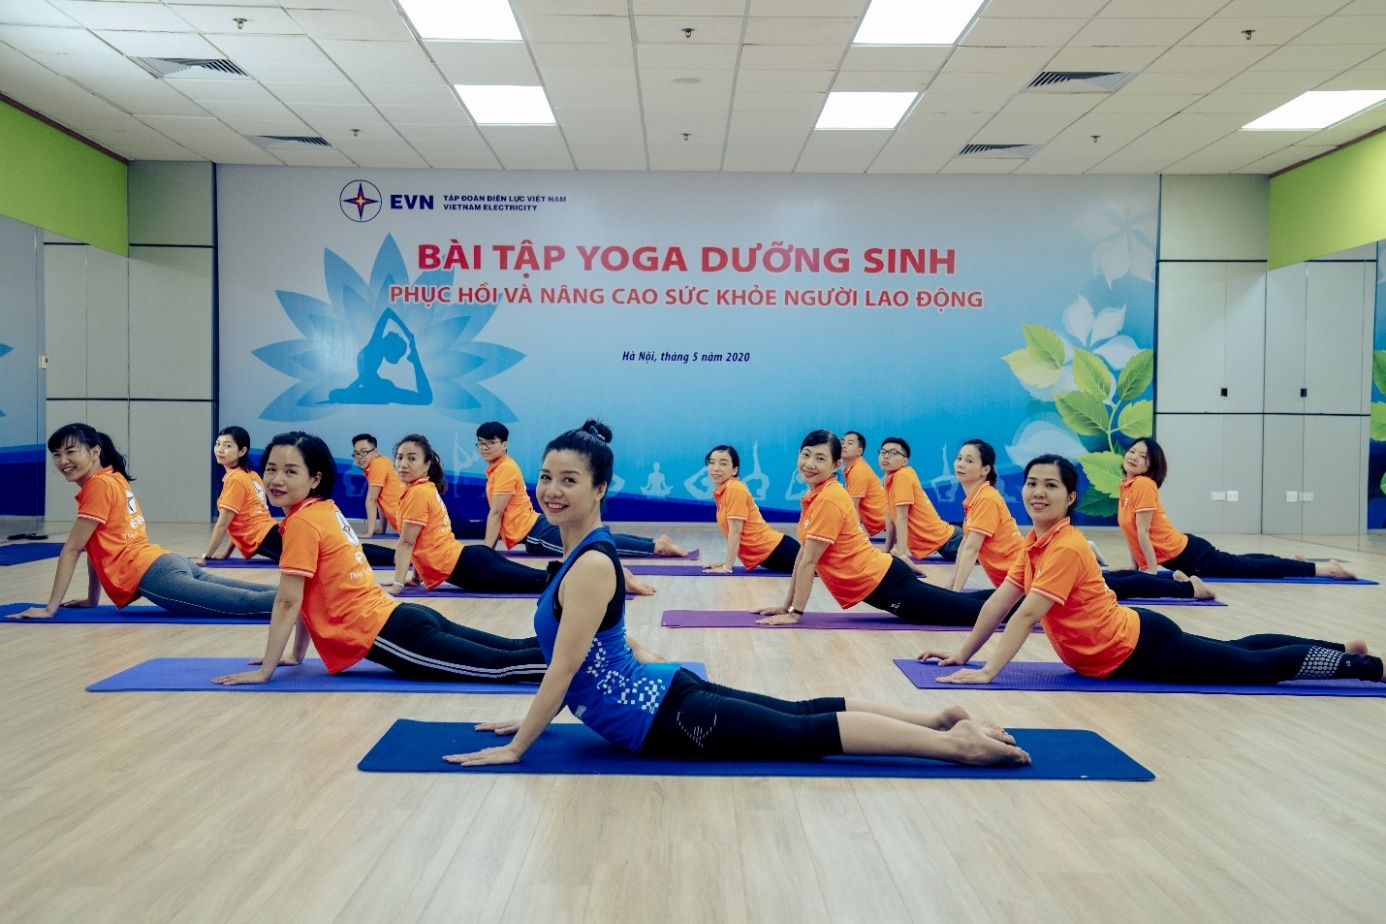 EVN
TẬP ĐOÀN ĐIỆN LỰC VIỆT NAM
VIETNAM ELECTRICITY
BÀI TẬP YOGA DƯỠNG SINH
PHỤC HỒI VÀ NÂNG CAO SỨC KHỎE NGƯỜI LAO ĐỘNG
Hà Nội, tháng 5 năm 2020